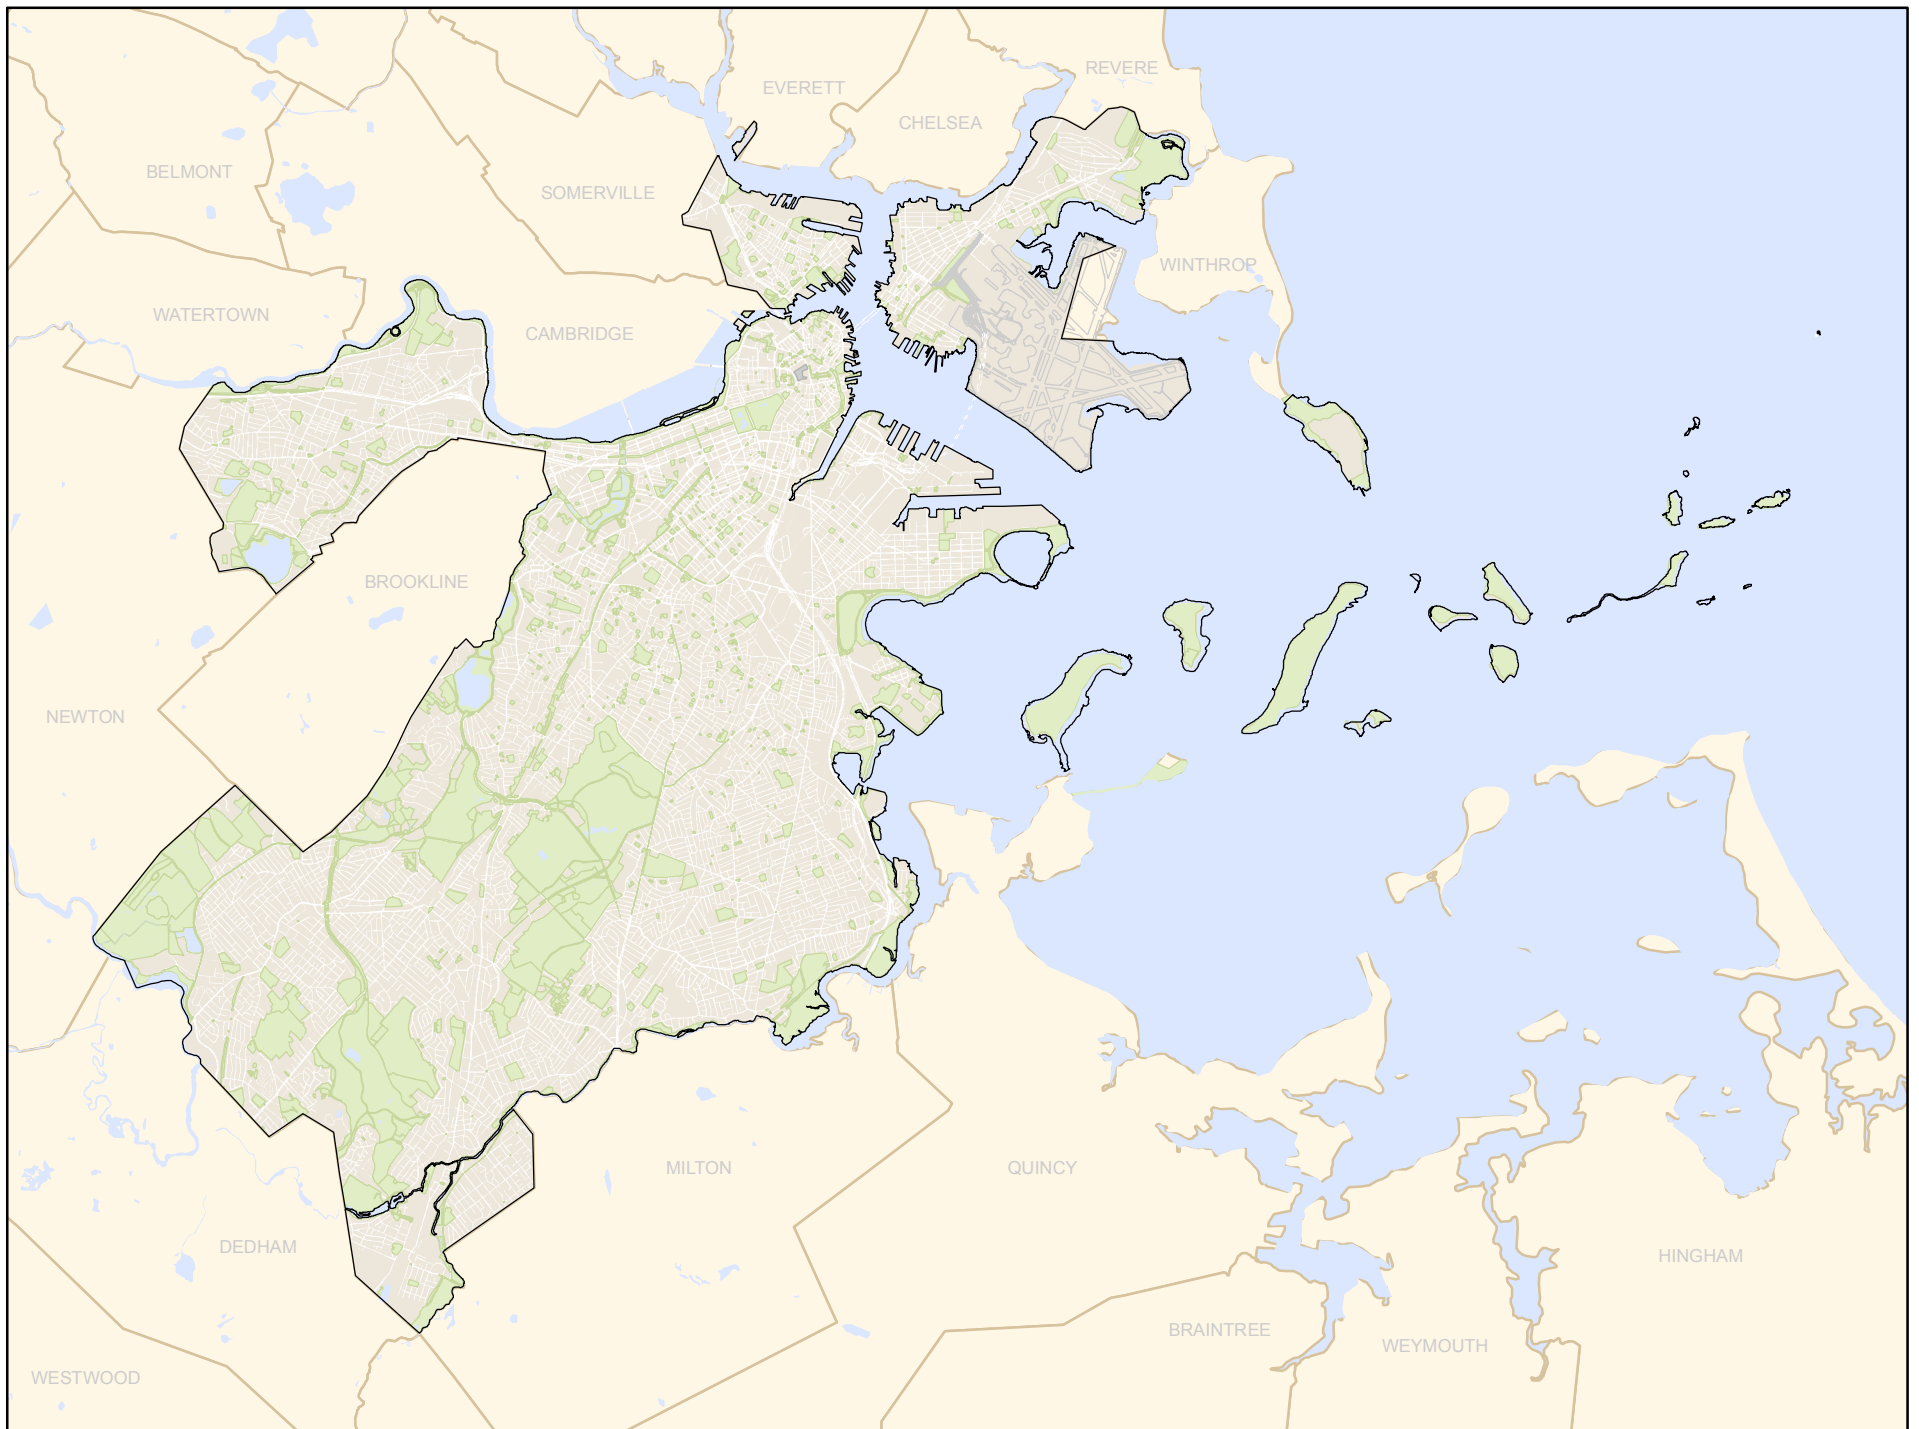 REVERE
EVERETT
CHELSEA
BELMONT
SOMERVILLE
WINTHROP
WATERTOWN
CAMBRIDGE
BROOKLINE
NEWTON
MILTON
QUINCY
DEDHAM
HINGHAM
BRAINTREE
WEYMOUTH
WESTWOOD